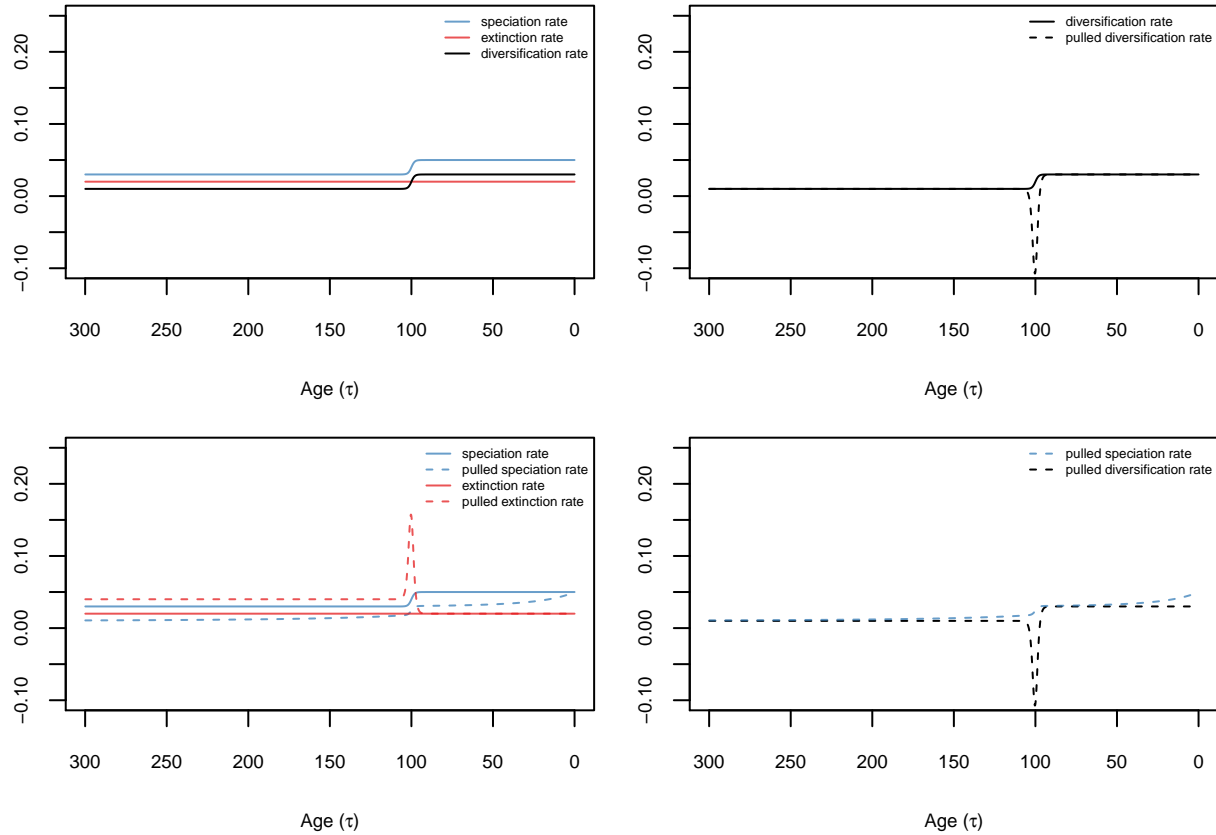 0.20
0.10
0.00
−0.10
speciation rate
extinction rate
diversification rate
300 250 200 150 100 50 0
Age (τ)
0.20
0.10
0.00
−0.10
diversification rate
pulled diversification rate
300 250 200 150 100 50 0
Age (τ)
0.20
0.10
0.00
−0.10
speciation rate
pulled speciation rate
extinction rate
pulled extinction rate
300 250 200 150 100 50 0
Age (τ)
0.20
0.10
0.00
−0.10
pulled speciation rate
pulled diversification rate
300 250 200 150 100 50 0
Age (τ)